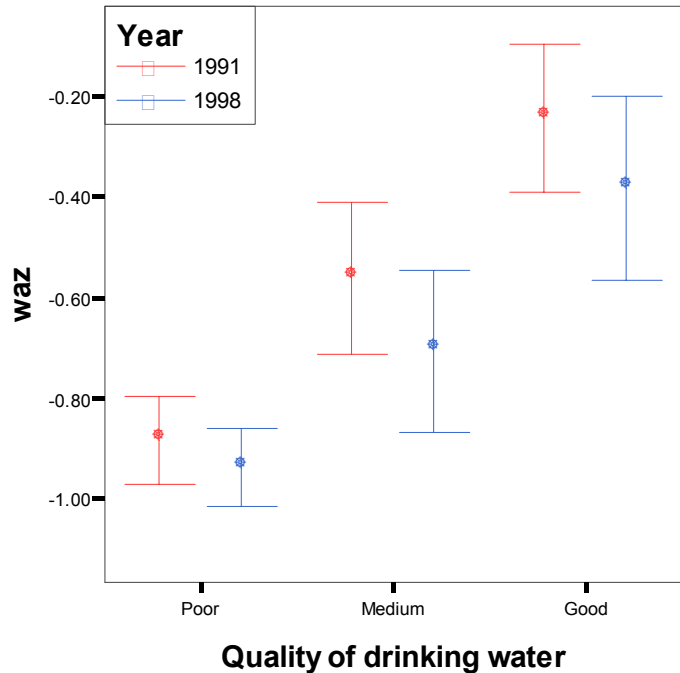 Year
1991
1998
-0.20
-0.40
-0.60
-0.80
-1.00
waz
Poor Medium Good
Quality of drinking water